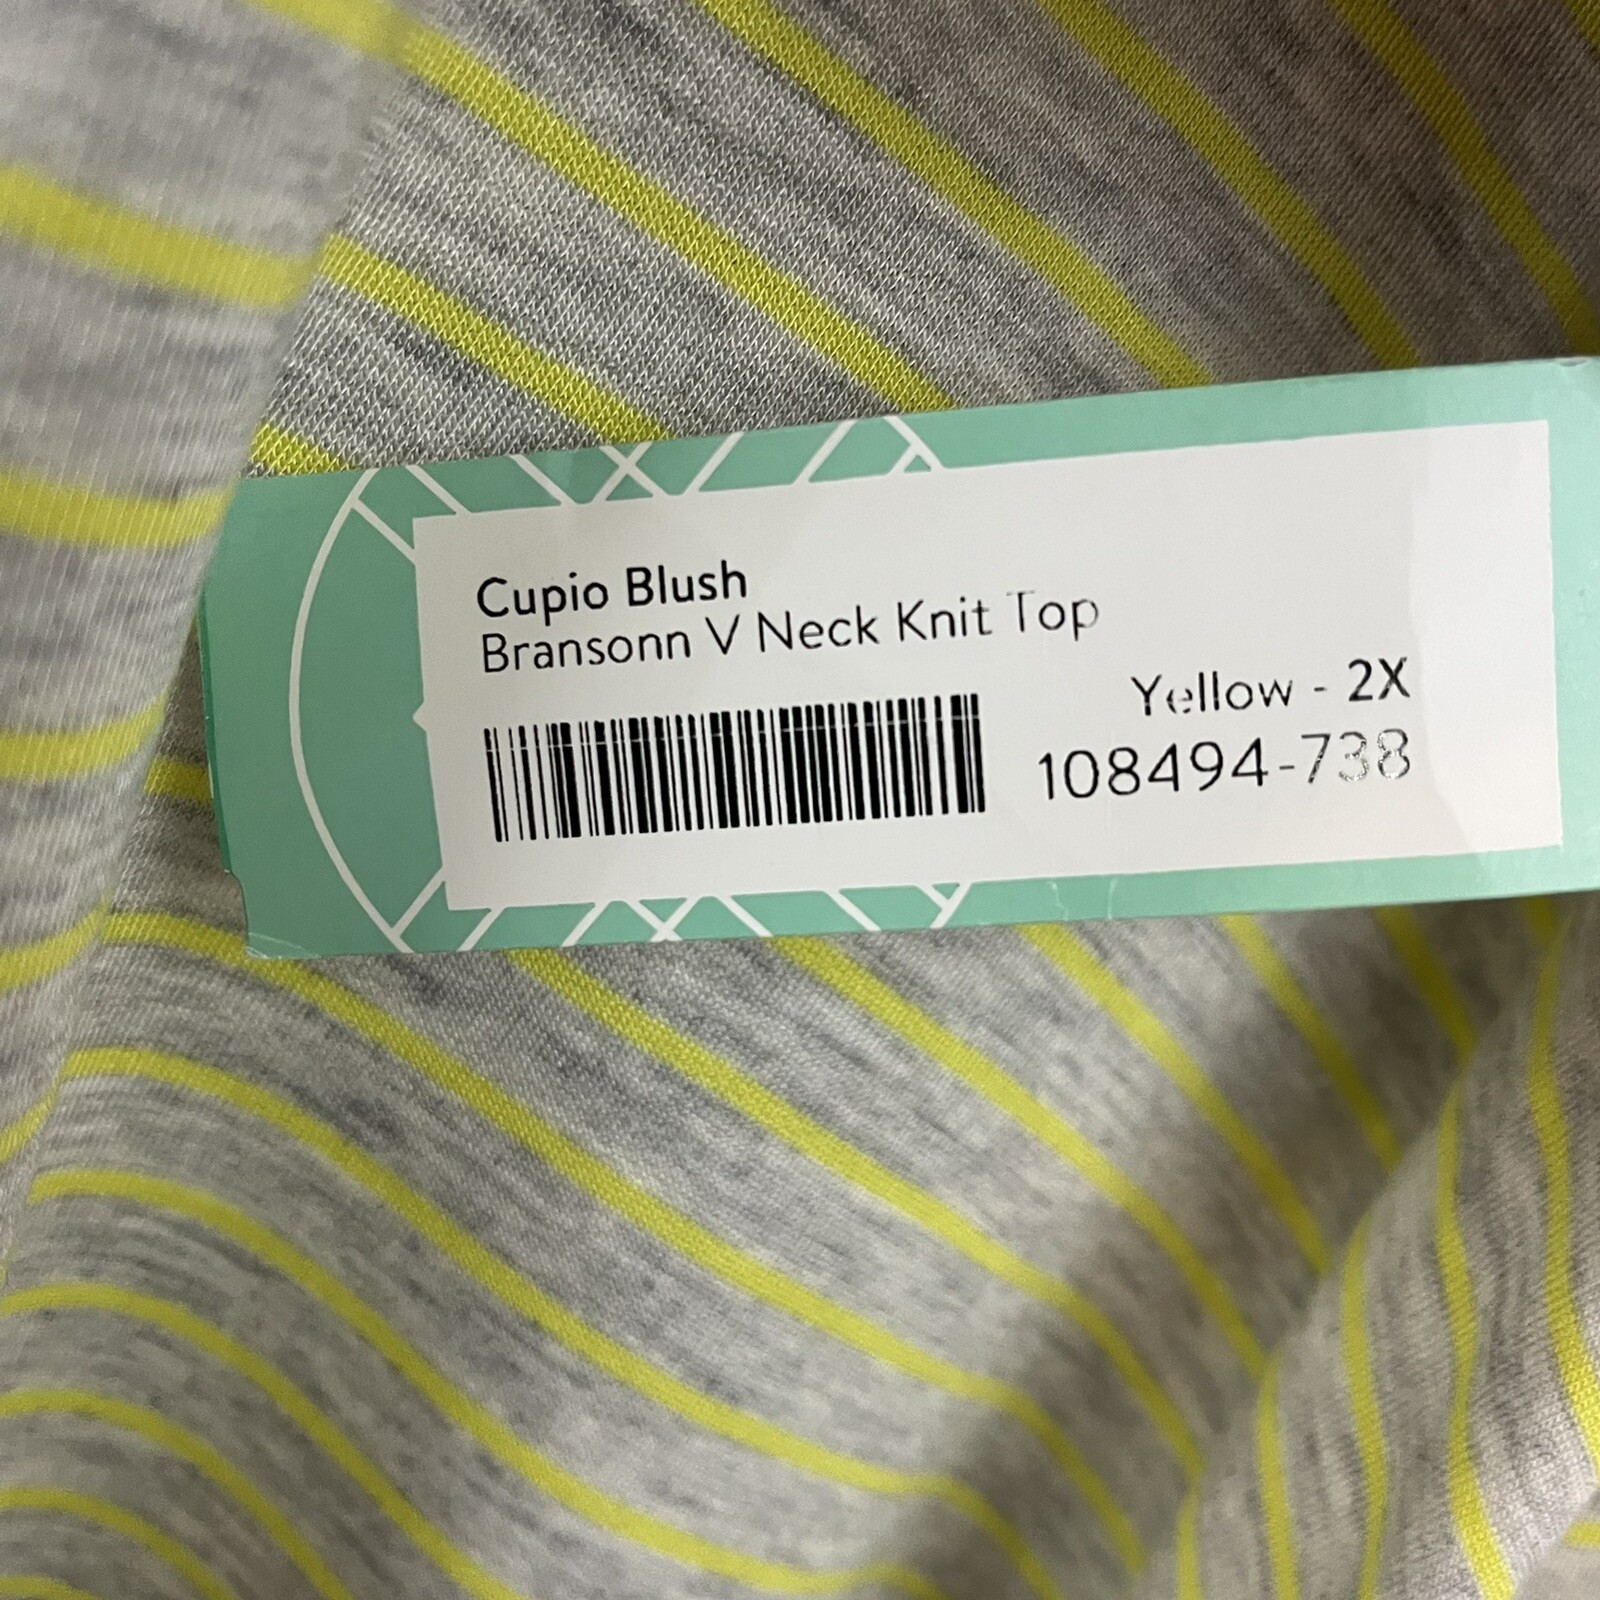 Cupio Blush
Bransonn V Neck Knit Top
Yellow - 2X
108494-738